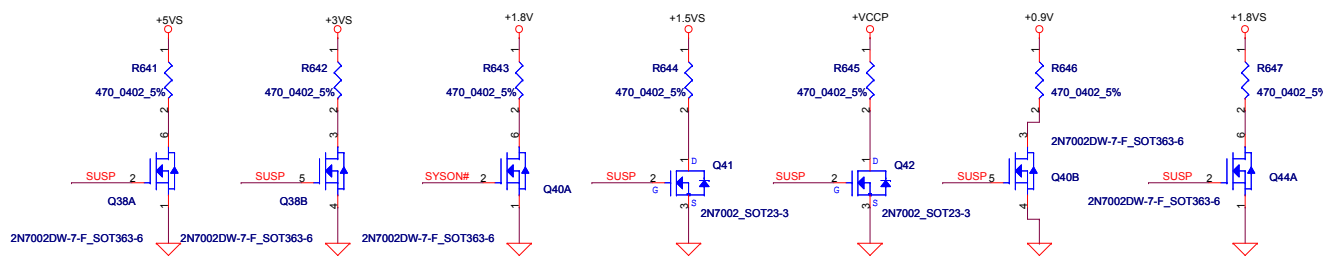 +5VS
+3VS
+1.8V
+1.5VS
+VCCP
+0.9V
+1.8VS
1
1
1
1
1
1
1
R641
R642
R643
R644
R645
R646
R647
470_0402_5%
470_0402_5%
470_0402_5%
470_0402_5%
470_0402_5%
470_0402_5%
470_0402_5%
2
2
2
2
2
2
2
6
3
6
1
D
Q41
1
D
Q42
3
2N7002DW-7-F_SOT363-6
6
SUSP
2
SUSP
5
SYSON#
2
SUSP
2
G
SUSP
2
G
SUSP
5
SUSP
2
Q38A
Q38B
Q40A
Q40B
Q44A
1
4
1
3
S
3
S
4
1
2N7002DW-7-F_SOT363-6
2N7002_SOT23-3
2N7002_SOT23-3
2N7002DW-7-F_SOT363-6
2N7002DW-7-F_SOT363-6
2N7002DW-7-F_SOT363-6